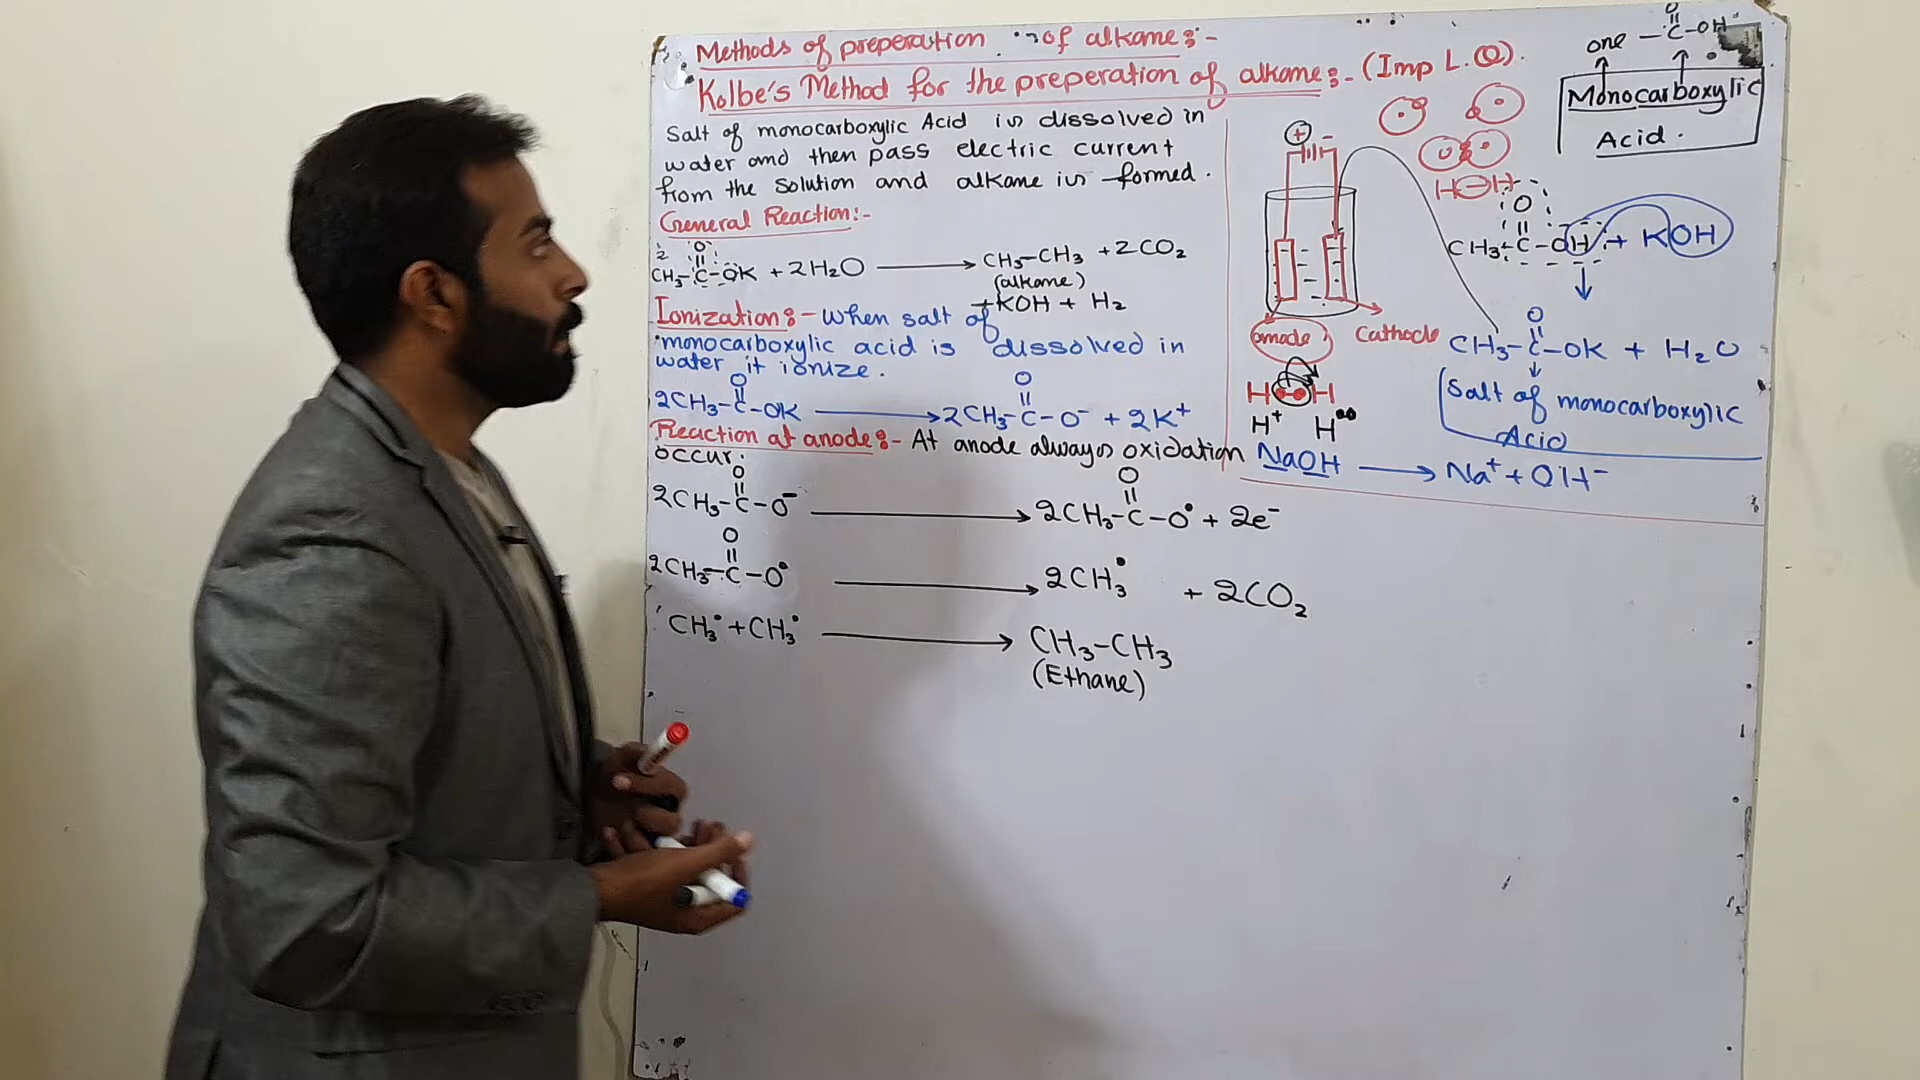 Methods of preperation of alkane:-
Kolbe's Method for the preperation of alkane:- (Imp L.Q).
Salt of monocarboxylic Acid is dissolved in
water and then pass electric current
from the solution and alkane is formed.
General Reaction:-
O
2 CH3-C-OK + 2H2O → CH3-CH3 + 2CO2
(alkane)
+KOH + H2
Ionization:- When salt of
monocarboxylic acid is dissolved in
water it ionize.
O O
2CH3-C-OK → 2CH3-C-O- + 2K+
Reaction at anode:- At anode always oxidation
occur.
O O
2CH3-C-O- → 2CH3-C-O• + 2e-
O
2CH3-C-O• → 2CH3• + 2CO2
CH3• + CH3• → CH3-CH3
(Ethane)
O
one -C-OH
Monocarboxylic
Acid.
+ -
H-H
O
CH3-C-OH + KOH
anode Cathode
O
CH3-C-OK + H2O
H H
H+ H••
Salt of monocarboxylic
Acid
NaOH → Na+ + OH-